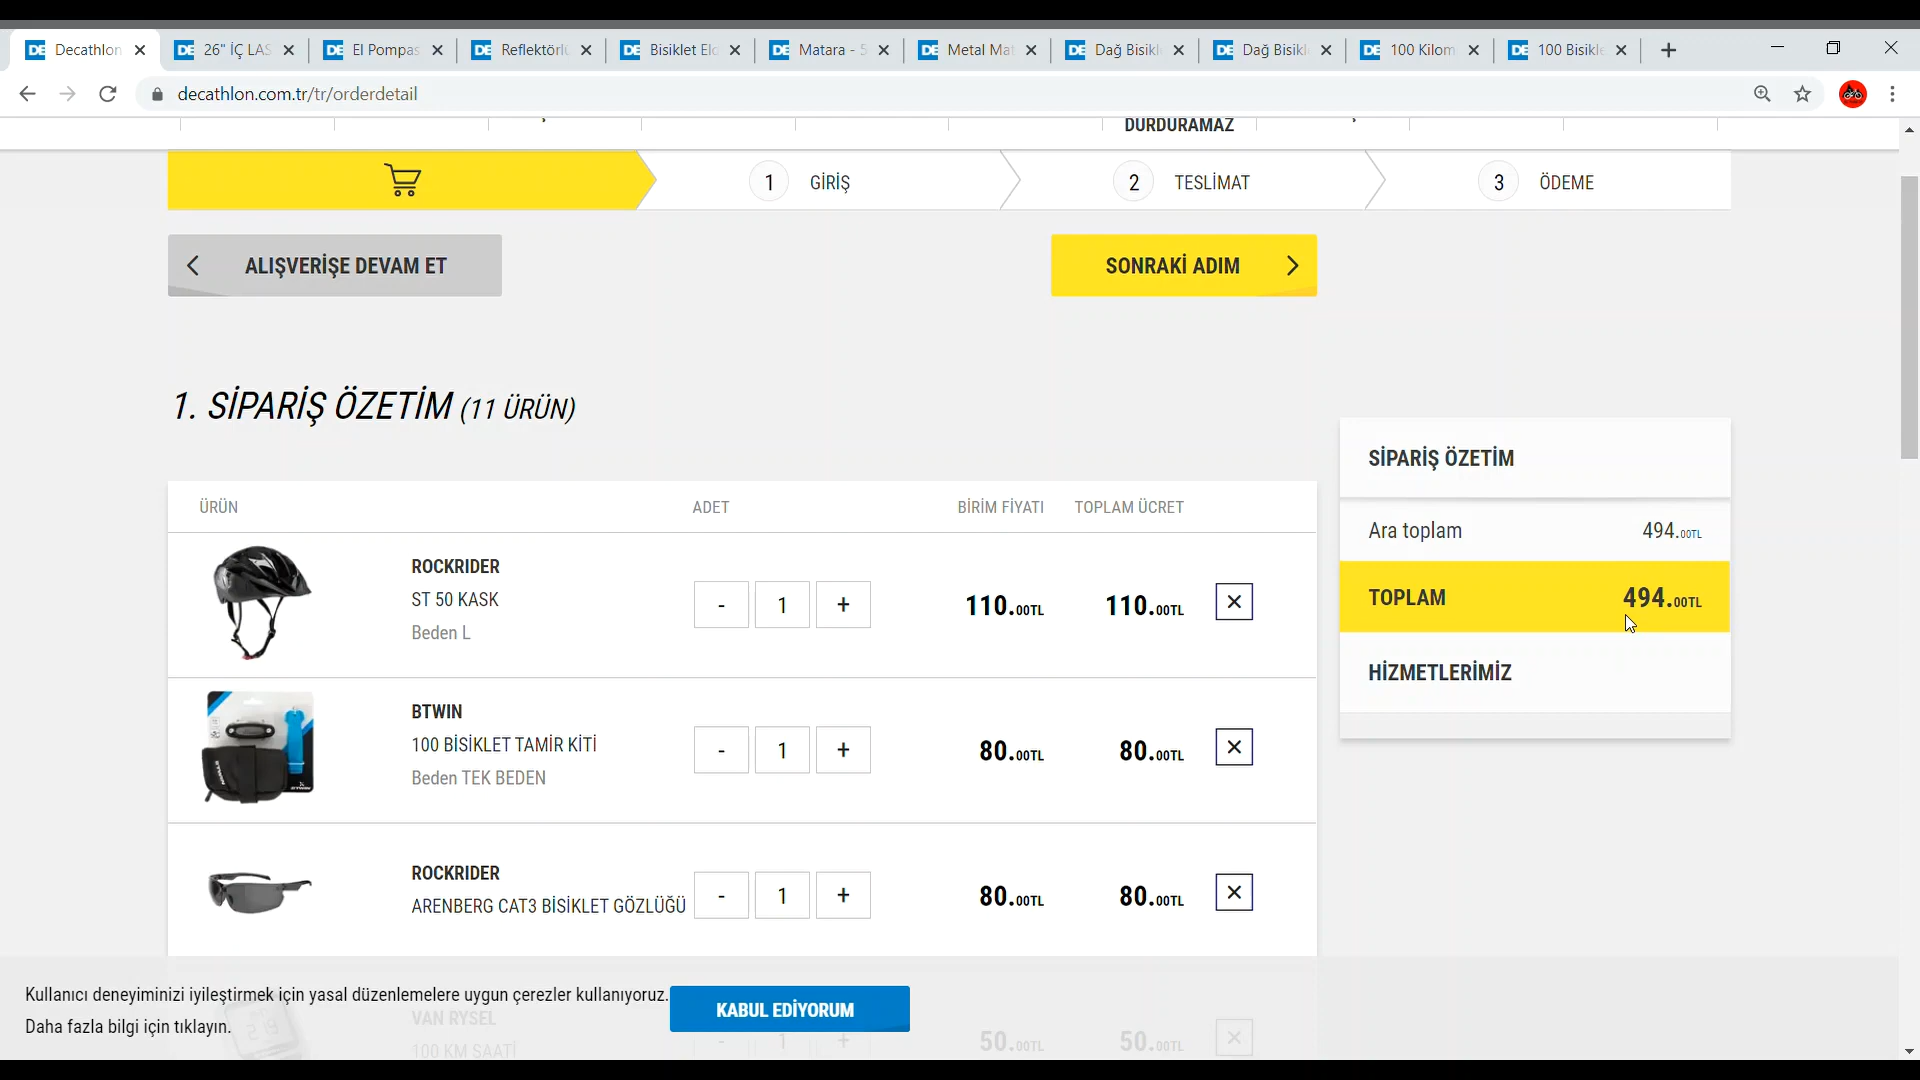 Decathlon
26" İÇ LAS
El Pompas
Reflektörlü
Bisiklet Eld
Matara - 5
Metal Mat
Dağ Bisikl
Dağ Bisikl
100 Kilom
100 Bisikle
decathlon.com.tr/tr/orderdetail
DURDURAMAZ
1 GİRİŞ
2 TESLİMAT
3 ÖDEME
ALIŞVERİŞE DEVAM ET
SONRAKİ ADIM
1. SİPARİŞ ÖZETİM (11 ÜRÜN)
ÜRÜN ADET BİRİM FİYATI TOPLAM ÜCRET
ROCKRIDER
ST 50 KASK
Beden L
- 1 +
110.00TL 110.00TL
BTWIN
100 BİSİKLET TAMİR KİTİ
Beden TEK BEDEN
- 1 +
80.00TL 80.00TL
ROCKRIDER
ARENBERG CAT3 BİSİKLET GÖZLÜĞÜ
- 1 +
80.00TL 80.00TL
VAN RYSEL
100 KM SAATİ
- 1 +
50.00TL 50.00TL
SİPARİŞ ÖZETİM
Ara toplam 494.00TL
TOPLAM 494.00TL
HİZMETLERİMİZ
Kullanıcı deneyiminizi iyileştirmek için yasal düzenlemelere uygun çerezler kullanıyoruz.
Daha fazla bilgi için tıklayın.
KABUL EDİYORUM